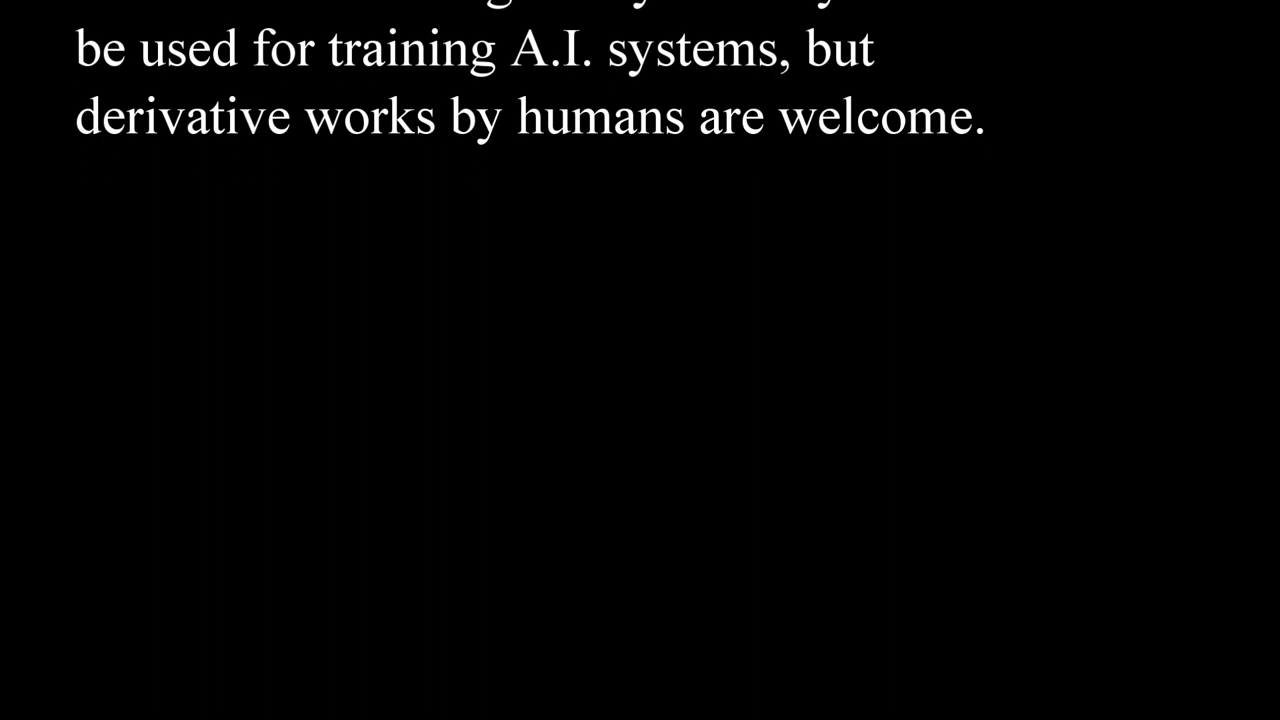 be used for training A.I. systems, but
derivative works by humans are welcome.